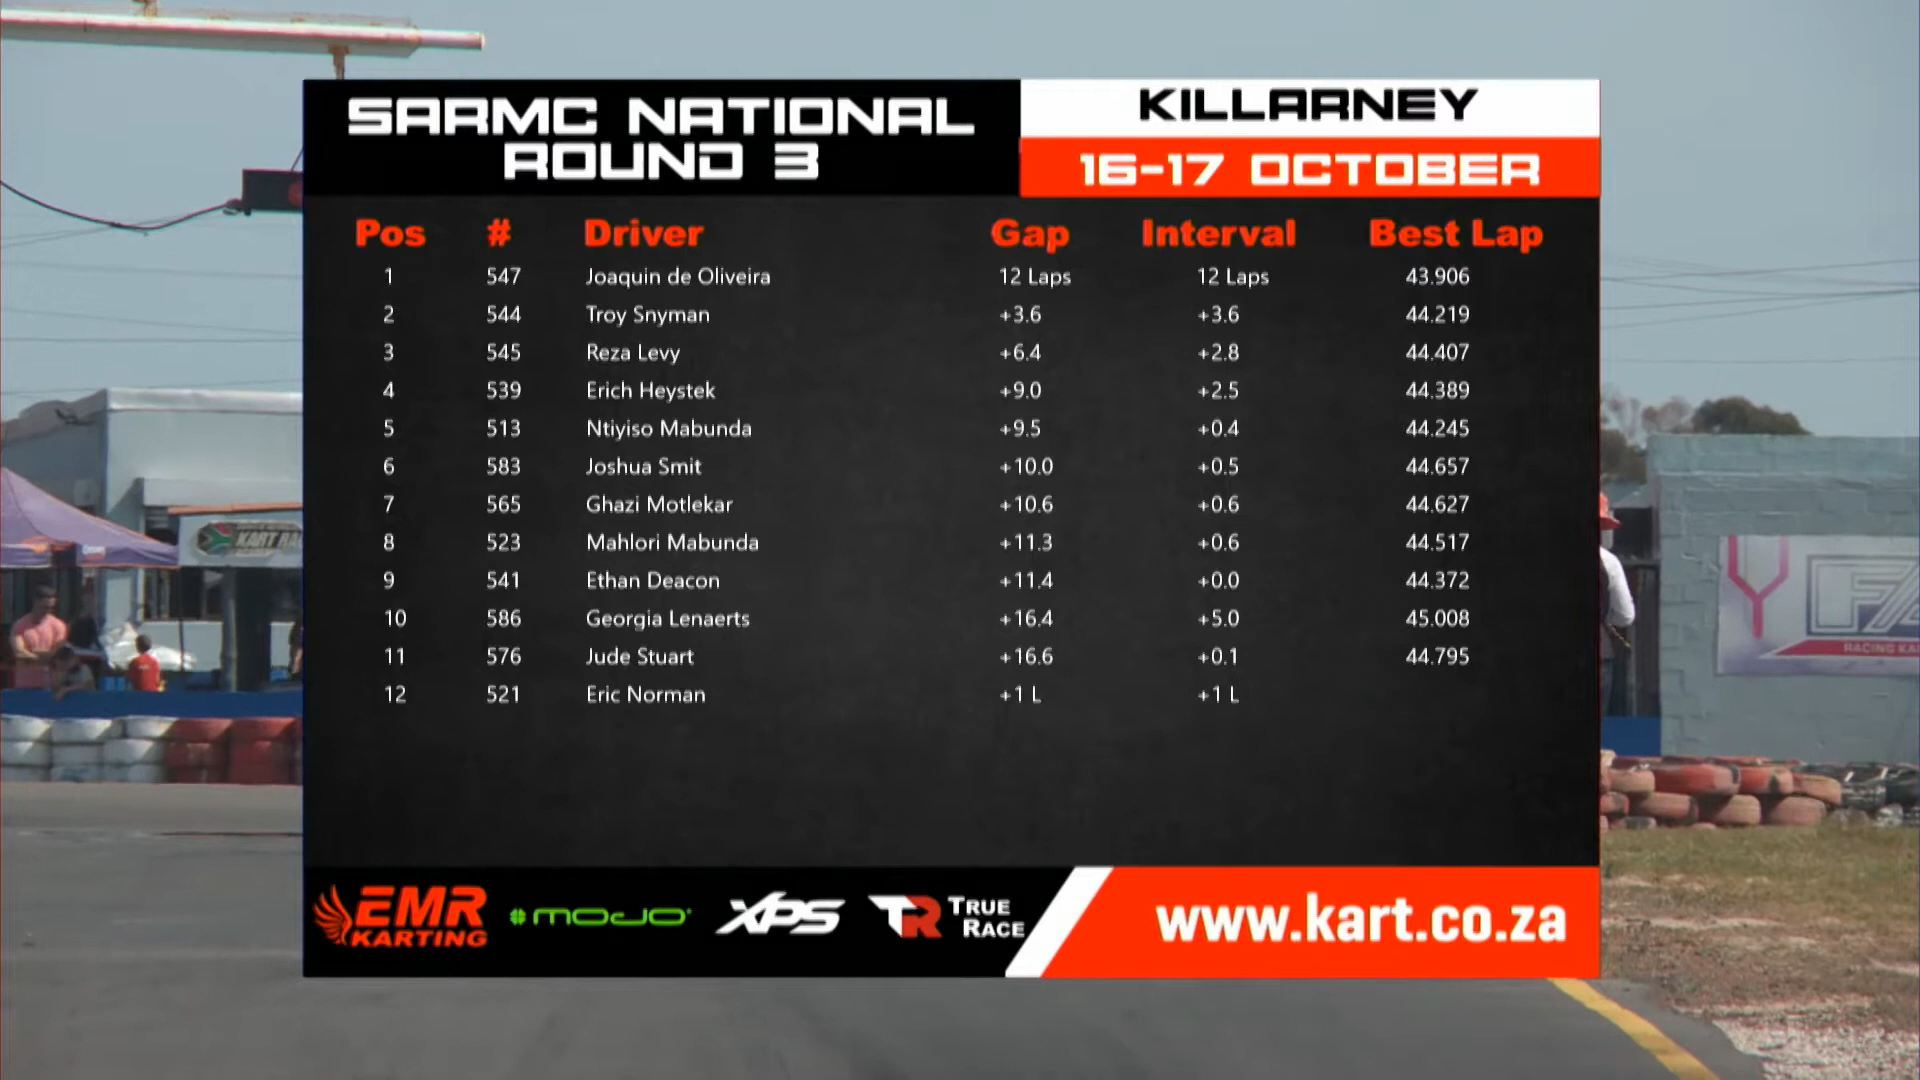 SARMC NATIONAL
ROUND 3
KILLARNEY
16-17 OCTOBER
Pos # Driver Gap Interval Best Lap
1 547 Joaquin de Oliveira 12 Laps 12 Laps 43.906
2 544 Troy Snyman +3.6 +3.6 44.219
3 545 Reza Levy +6.4 +2.8 44.407
4 539 Erich Heystek +9.0 +2.5 44.389
5 513 Ntiyiso Mabunda +9.5 +0.4 44.245
6 583 Joshua Smit +10.0 +0.5 44.657
7 565 Ghazi Motlekar +10.6 +0.6 44.627
8 523 Mahlori Mabunda +11.3 +0.6 44.517
9 541 Ethan Deacon +11.4 +0.0 44.372
10 586 Georgia Lenaerts +16.4 +5.0 45.008
11 576 Jude Stuart +16.6 +0.1 44.795
12 521 Eric Norman +1 L +1 L
KART RA
FA
RACING KA
EMR
KARTING
MOJO
XPS
TR TRUE
RACE
www.kart.co.za